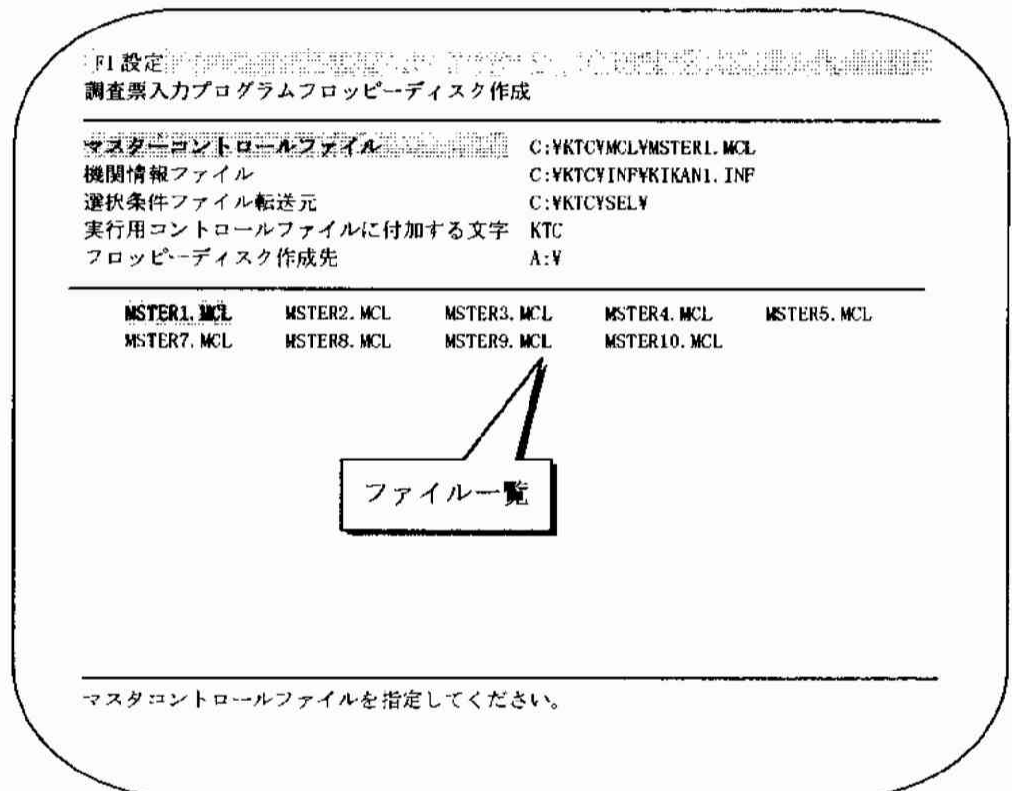 F1 設定
調査票入力プログラムフロッピーディスク作成
マスターコントロールファイル C:¥KTC¥MCL¥MSTER1.MCL
機関情報ファイル C:¥KTC¥INF¥KIKAN1.INF
選択条件ファイル転送元 C:¥KTC¥SEL¥
実行用コントロールファイルに付加する文字 KTC
フロッピーディスク作成先 A:¥
MSTER1.MCL MSTER2.MCL MSTER3.MCL MSTER4.MCL MSTER5.MCL
MSTER7.MCL MSTER8.MCL MSTER9.MCL MSTER10.MCL
ファイル一覧
マスタコントロールファイルを指定してください。